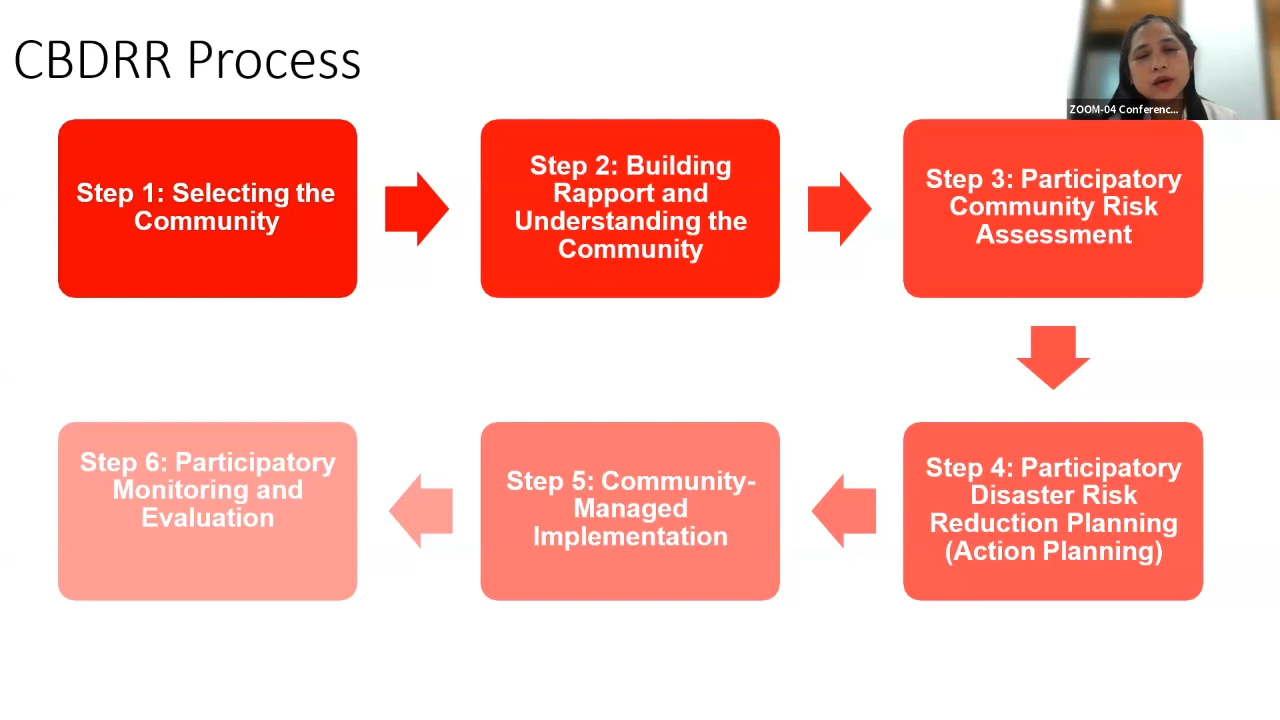 CBDRR Process
ZOOM-04 Conferenc...
Step 1: Selecting the
Community
Step 2: Building
Rapport and
Understanding the
Community
Step 3: Participatory
Community Risk
Assessment
Step 4: Participatory
Disaster Risk
Reduction Planning
(Action Planning)
Step 5: Community-
Managed
Implementation
Step 6: Participatory
Monitoring and
Evaluation